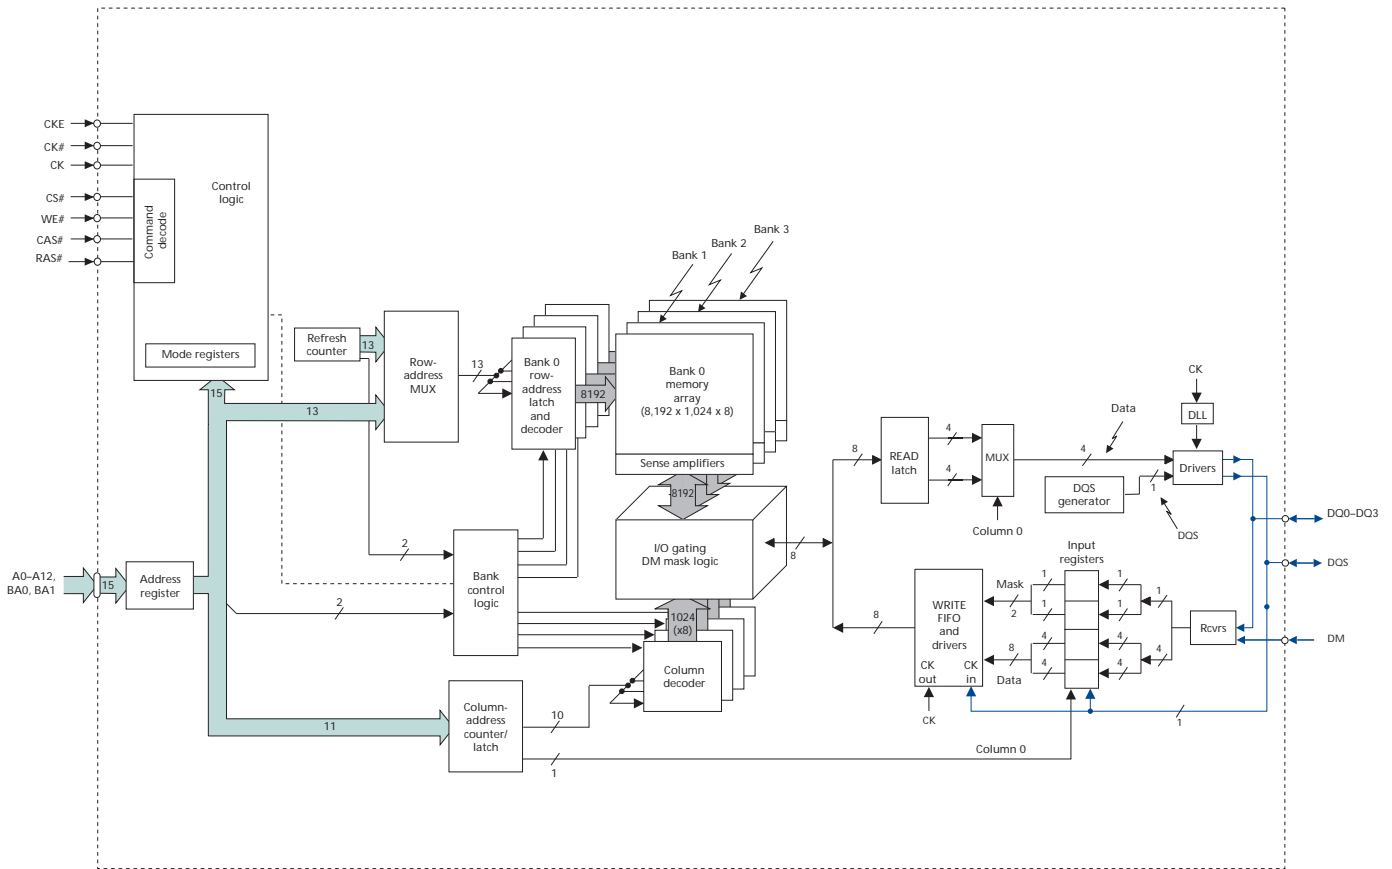 CKE
CK#
CK
CS#
WE#
CAS#
RAS#
Control
logic
Command
decode
Mode registers
Bank 3
Bank 2
Bank 1
Refresh
counter
13
Row-
address
MUX
13
Bank 0
row-
address
latch
and
decoder
8192
Bank 0
memory
array
(8,192 x 1,024 x 8)
Sense amplifiers
15
13
8192
I/O gating
DM mask logic
8
8
READ
latch
4
4
MUX
Column 0
4
Data
CK
DLL
Drivers
DQS
generator
1
DQS
DQ0–DQ3
DQS
DM
A0–A12,
BA0, BA1
15
Address
register
2
2
Bank
control
logic
1024
(x8)
Column
decoder
8
WRITE
FIFO
and
drivers
CK
out
CK
in
CK
Mask
2
8
Data
Input
registers
1
1
4
4
1
1
4
4
1
4
Rcvrs
1
11
Column-
address
counter/
latch
10
1
Column 0